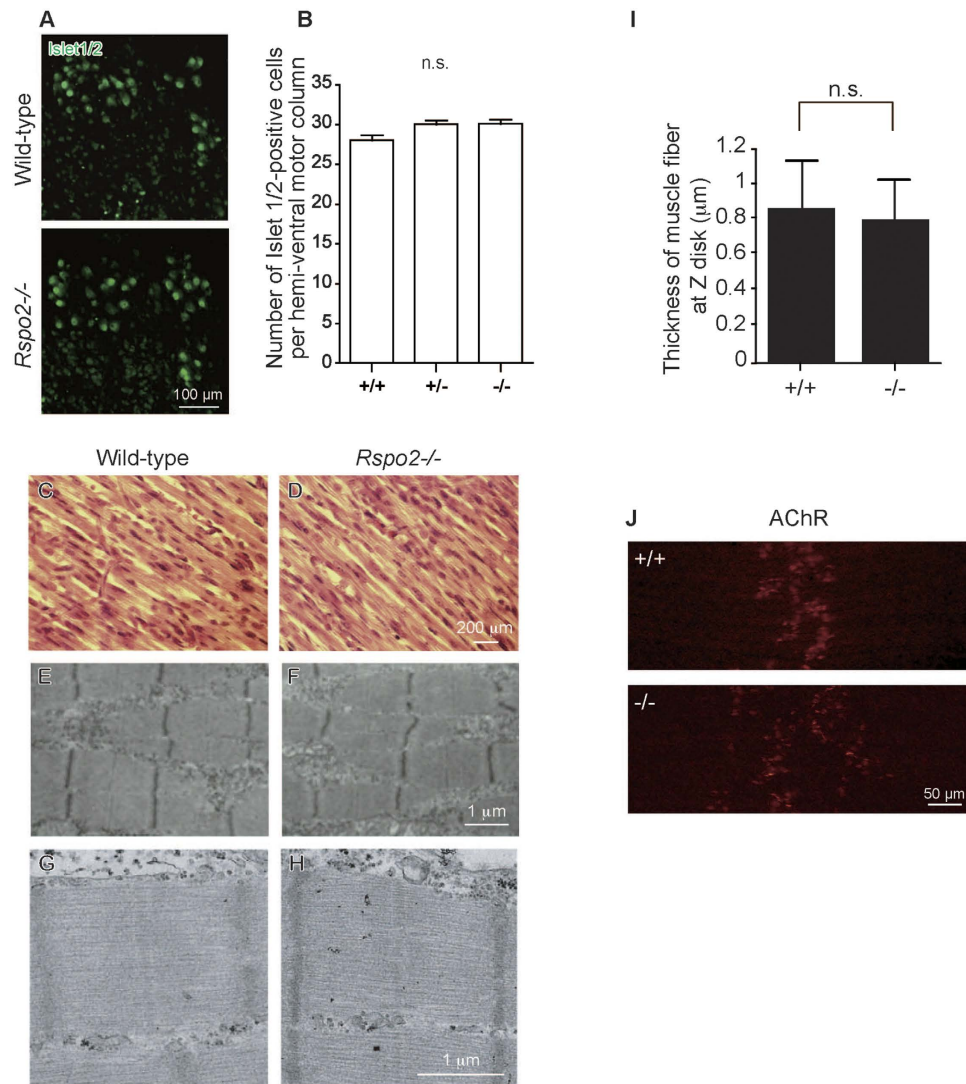 A
Islet1/2
Wild-type
Rspo2-/-
100 µm
B
n.s.
Number of Islet 1/2-positive cells
per hemi-ventral motor column
35
30
25
20
15
10
5
0
+/+
+/-
-/-
I
n.s.
Thickness of muscle fiber
at Z disk (µm)
1.2
1
0.8
0.6
0.4
0.2
0
+/+
-/-
Wild-type
Rspo2-/-
C
D
200 µm
E
F
1 µm
G
H
1 µm
J
AChR
+/+
-/-
50 µm